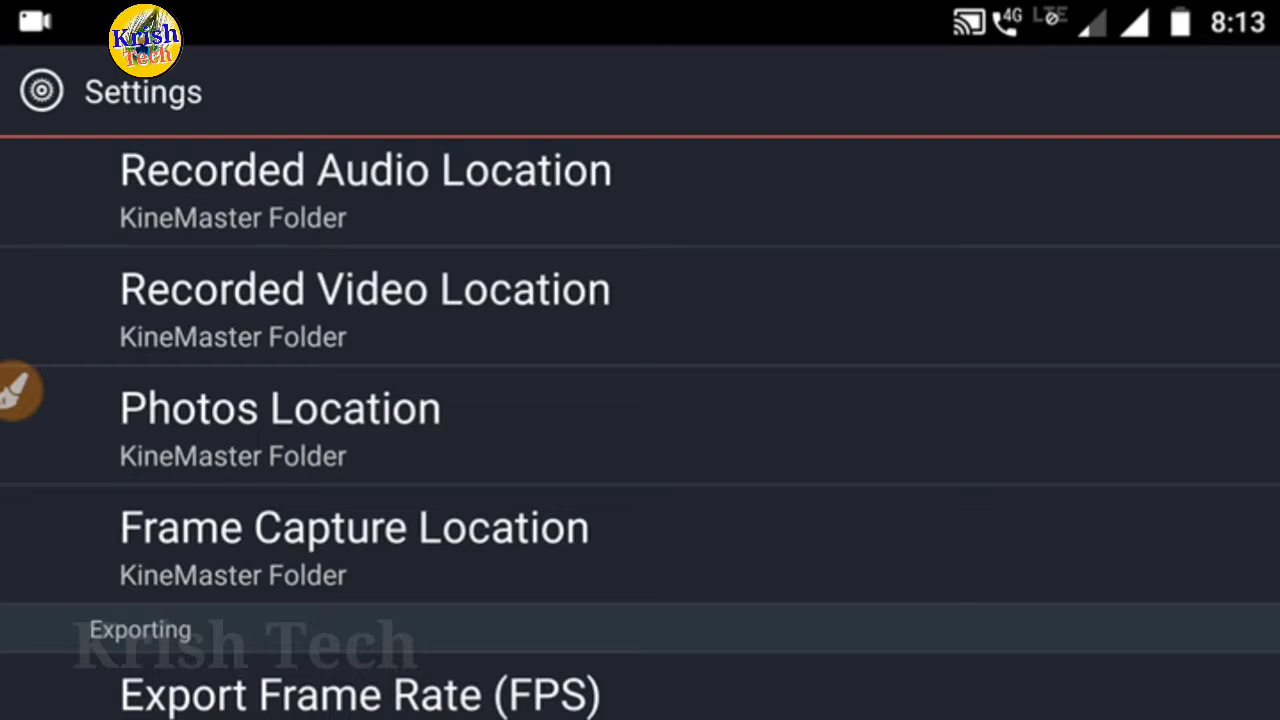 Krish
Tech
4G
LTE
8:13
Settings
Recorded Audio Location
KineMaster Folder
Recorded Video Location
KineMaster Folder
Photos Location
KineMaster Folder
Frame Capture Location
KineMaster Folder
Exporting
Krish Tech
Export Frame Rate (FPS)